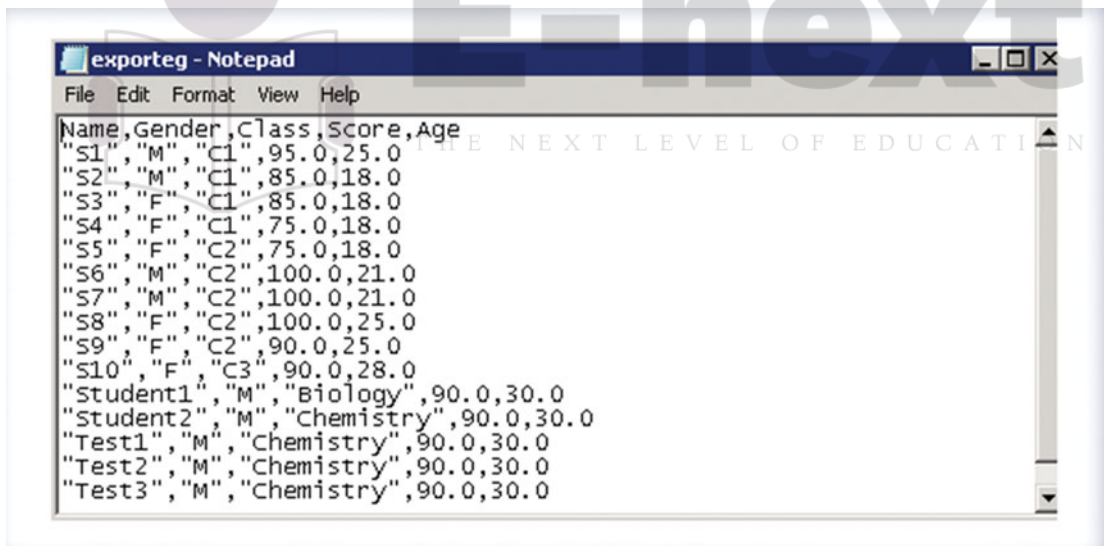 E-next
THE NEXT LEVEL OF EDUCATION
exporteg - Notepad
File Edit Format View Help
Name,Gender,Class,Score,Age
"S1","M","C1",95.0,25.0
"S2","M","C1",85.0,18.0
"S3","F","C1",85.0,18.0
"S4","F","C1",75.0,18.0
"S5","F","C2",75.0,18.0
"S6","M","C2",100.0,21.0
"S7","M","C2",100.0,21.0
"S8","F","C2",100.0,25.0
"S9","F","C2",90.0,25.0
"S10","F","C3",90.0,28.0
"Student1","M","Biology",90.0,30.0
"Student2","M","Chemistry",90.0,30.0
"Test1","M","Chemistry",90.0,30.0
"Test2","M","Chemistry",90.0,30.0
"Test3","M","Chemistry",90.0,30.0